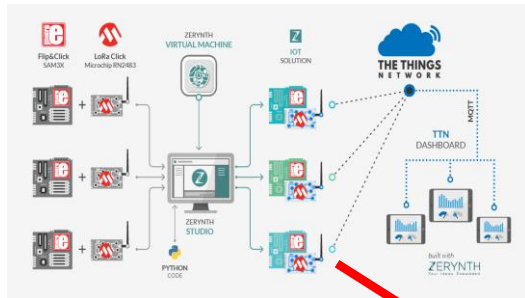 Flip&Click
SAM3X
LoRa Click
Microchip RN2483
ZERYNTH
VIRTUAL MACHINE
IOT
SOLUTION
THE THINGS
NETWORK
MQTT
TTN
DASHBOARD
ZERYNTH
STUDIO
PYTHON
CODE
built with
ZERYNTH